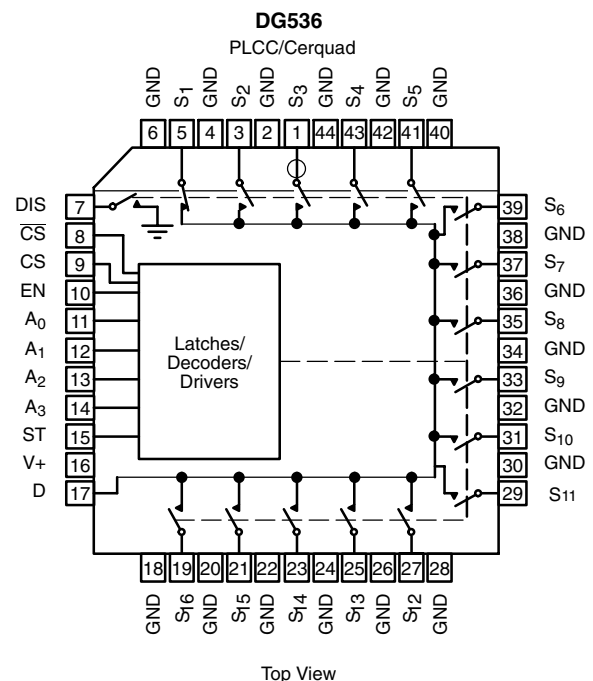 DG536
PLCC/Cerquad
GND S1 GND S2 GND S3 GND S4 GND S5 GND
6 5 4 3 2 1 44 43 42 41 40
DIS 7
CS 8
CS 9
EN 10
A0 11
A1 12
A2 13
A3 14
ST 15
V+ 16
D 17
Latches/
Decoders/
Drivers
39 S6
38 GND
37 S7
36 GND
35 S8
34 GND
33 S9
32 GND
31 S10
30 GND
29 S11
18 19 20 21 22 23 24 25 26 27 28
GND S16 GND S15 GND S14 GND S13 GND S12 GND
Top View